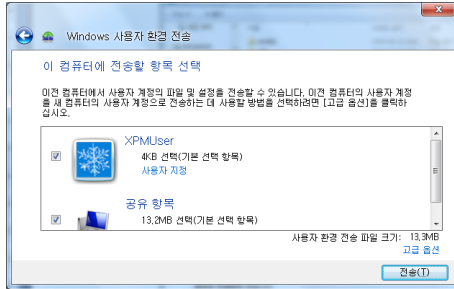 Windows 사용자 환경 전송
이 컴퓨터에 전송할 항목 선택
이전 컴퓨터에서 사용자 계정의 파일 및 설정을 전송할 수 있습니다. 이전 컴퓨터의 사용자 계정
을 새 컴퓨터의 사용자 계정으로 전송하는 데 사용할 방법을 선택하려면 [고급 옵션]을 클릭하
십시오.
XPMUser
4KB 선택(기본 선택 항목)
사용자 지정
공유 항목
13,2MB 선택(기본 선택 항목)
사용자 환경 전송 파일 크기: 13,3MB
고급 옵션
전송(T)